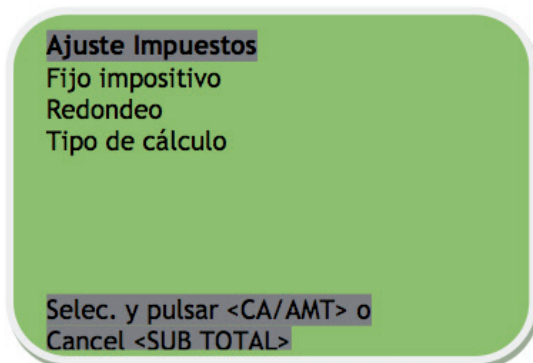 Ajuste Impuestos
Fijo impositivo
Redondeo
Tipo de cálculo
Selec. y pulsar <CA/AMT> o
Cancel <SUB TOTAL>